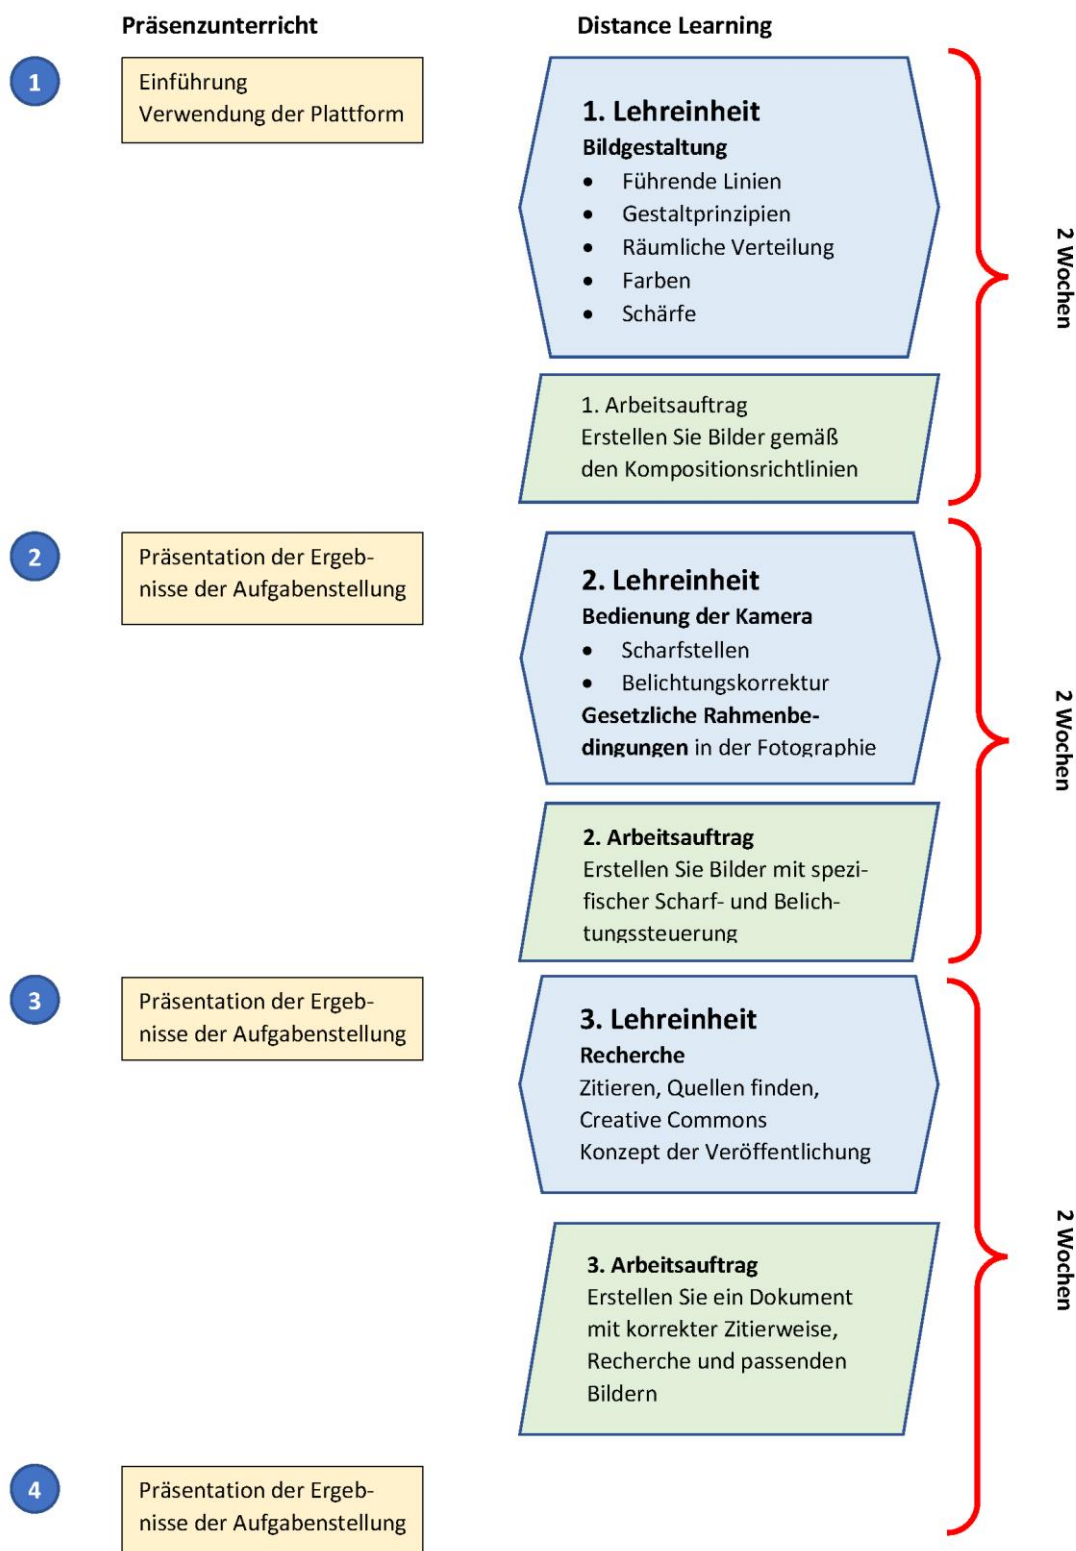 Präsenzunterricht
Distance Learning
1
Einführung
Verwendung der Plattform
1. Lehreinheit
Bildgestaltung
• Führende Linien
• Gestaltprinzipien
• Räumliche Verteilung
• Farben
• Schärfe
1. Arbeitsauftrag
Erstellen Sie Bilder gemäß
den Kompositionsrichtlinien
2 Wochen
2
Präsentation der Ergeb-
nisse der Aufgabenstellung
2. Lehreinheit
Bedienung der Kamera
• Scharfstellen
• Belichtungskorrektur
Gesetzliche Rahmenbe-
dingungen in der Fotographie
2. Arbeitsauftrag
Erstellen Sie Bilder mit spezi-
fischer Scharf- und Belich-
tungssteuerung
2 Wochen
3
Präsentation der Ergeb-
nisse der Aufgabenstellung
3. Lehreinheit
Recherche
Zitieren, Quellen finden,
Creative Commons
Konzept der Veröffentlichung
3. Arbeitsauftrag
Erstellen Sie ein Dokument
mit korrekter Zitierweise,
Recherche und passenden
Bildern
2 Wochen
4
Präsentation der Ergeb-
nisse der Aufgabenstellung